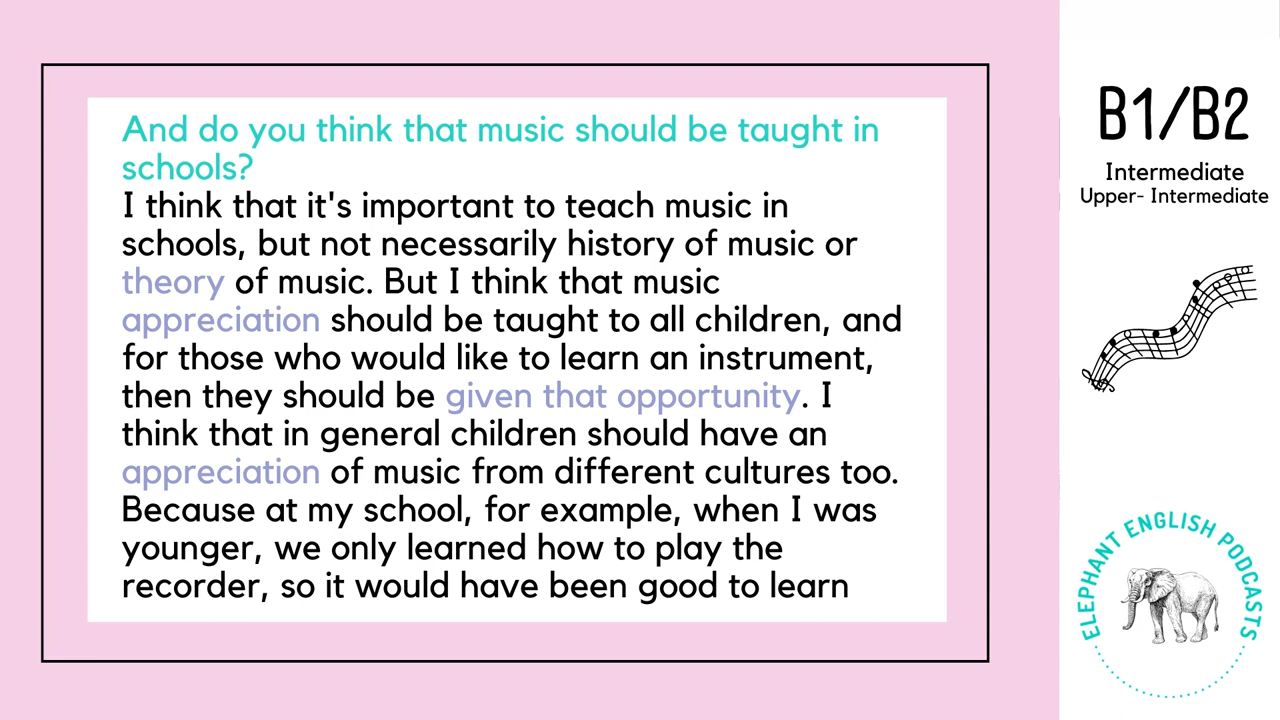 And do you think that music should be taught in
schools?
I think that it's important to teach music in
schools, but not necessarily history of music or
theory of music. But I think that music
appreciation should be taught to all children, and
for those who would like to learn an instrument,
then they should be given that opportunity. I
think that in general children should have an
appreciation of music from different cultures too.
Because at my school, for example, when I was
younger, we only learned how to play the
recorder, so it would have been good to learn
B1/B2
Intermediate
Upper- Intermediate
ELEPHANT ENGLISH PODCASTS